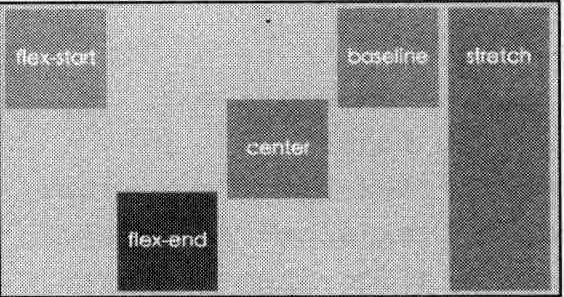 flex-start
flex-end
center
baseline
stretch